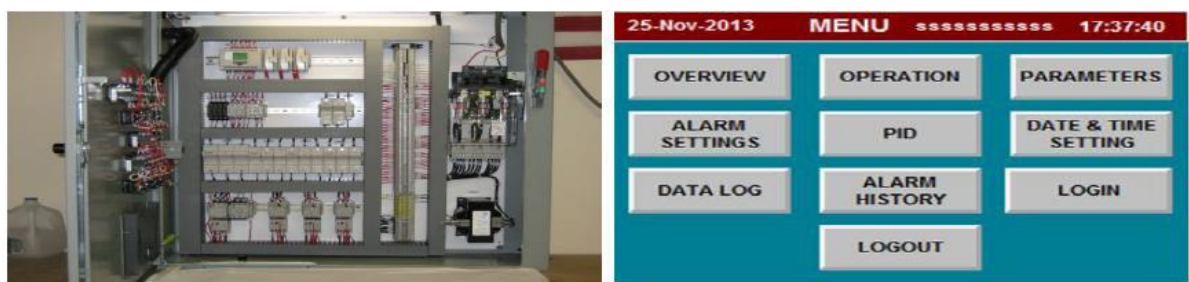 25-Nov-2013 MENU sssssssssss 17:37:40
OVERVIEW OPERATION PARAMETERS
ALARM SETTINGS PID DATE & TIME SETTING
DATA LOG ALARM HISTORY LOGIN
LOGOUT